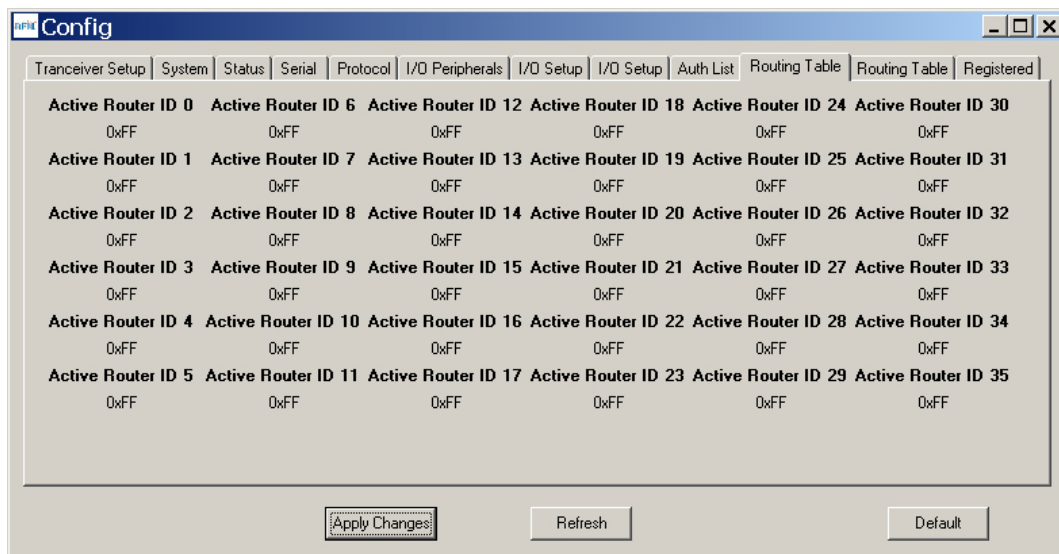 Config
Tranceiver Setup System Status Serial Protocol I/O Peripherals I/O Setup I/O Setup Auth List Routing Table Routing Table Registered
Active Router ID 0 Active Router ID 6 Active Router ID 12 Active Router ID 18 Active Router ID 24 Active Router ID 30
0xFF 0xFF 0xFF 0xFF 0xFF 0xFF
Active Router ID 1 Active Router ID 7 Active Router ID 13 Active Router ID 19 Active Router ID 25 Active Router ID 31
0xFF 0xFF 0xFF 0xFF 0xFF 0xFF
Active Router ID 2 Active Router ID 8 Active Router ID 14 Active Router ID 20 Active Router ID 26 Active Router ID 32
0xFF 0xFF 0xFF 0xFF 0xFF 0xFF
Active Router ID 3 Active Router ID 9 Active Router ID 15 Active Router ID 21 Active Router ID 27 Active Router ID 33
0xFF 0xFF 0xFF 0xFF 0xFF 0xFF
Active Router ID 4 Active Router ID 10 Active Router ID 16 Active Router ID 22 Active Router ID 28 Active Router ID 34
0xFF 0xFF 0xFF 0xFF 0xFF 0xFF
Active Router ID 5 Active Router ID 11 Active Router ID 17 Active Router ID 23 Active Router ID 29 Active Router ID 35
0xFF 0xFF 0xFF 0xFF 0xFF 0xFF
Apply Changes Refresh Default